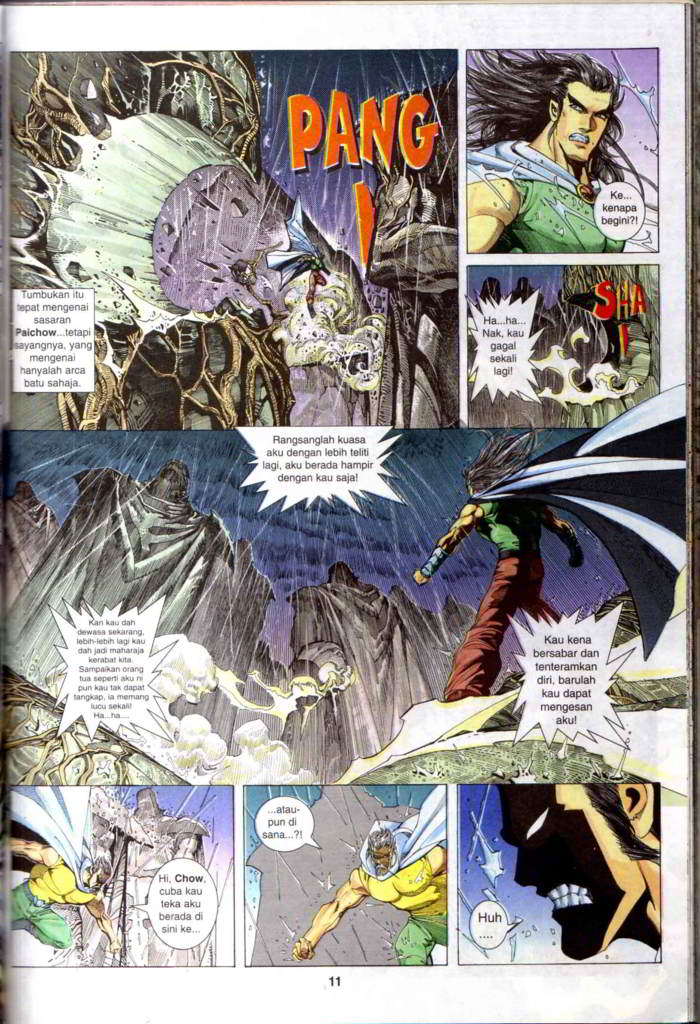 PANG
!
Tumbukan itu
tepat mengenai
sasaran
Paichow...tetapi
sayangnya, yang
mengenai
hanyalah arca
batu sahaja.
Ke...
kenapa
begini?!
Ha...ha...
Nak, kau
gagal
sekali
lagi!
SHA
!
Rangsanglah kuasa
aku dengan lebih teliti
lagi, aku berada hampir
dengan kau saja!
Kan kau dah
dewasa sekarang,
lebih-lebih lagi kau
dah jadi maharaja
kerabat kita.
Sampaikan orang
tua seperti aku ni
pun kau tak dapat
tangkap, ia memang
lucu sekali!
Ha...ha....
Kau kena
bersabar dan
tenteramkan
diri, barulah
kau dapat
mengesan
aku!
Hi, Chow,
cuba kau
teka aku
berada di
sini ke...
...atau-
pun di
sana...?!
Huh
....
11